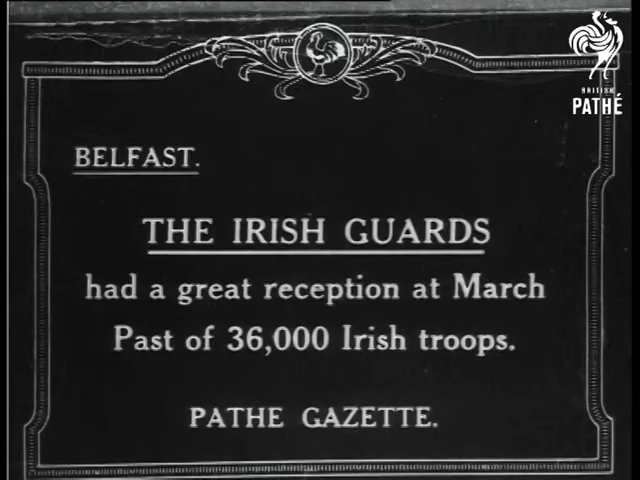 BRITISH
PATHÉ
BELFAST.
THE IRISH GUARDS
had a great reception at March
Past of 36,000 Irish troops.
PATHE GAZETTE.